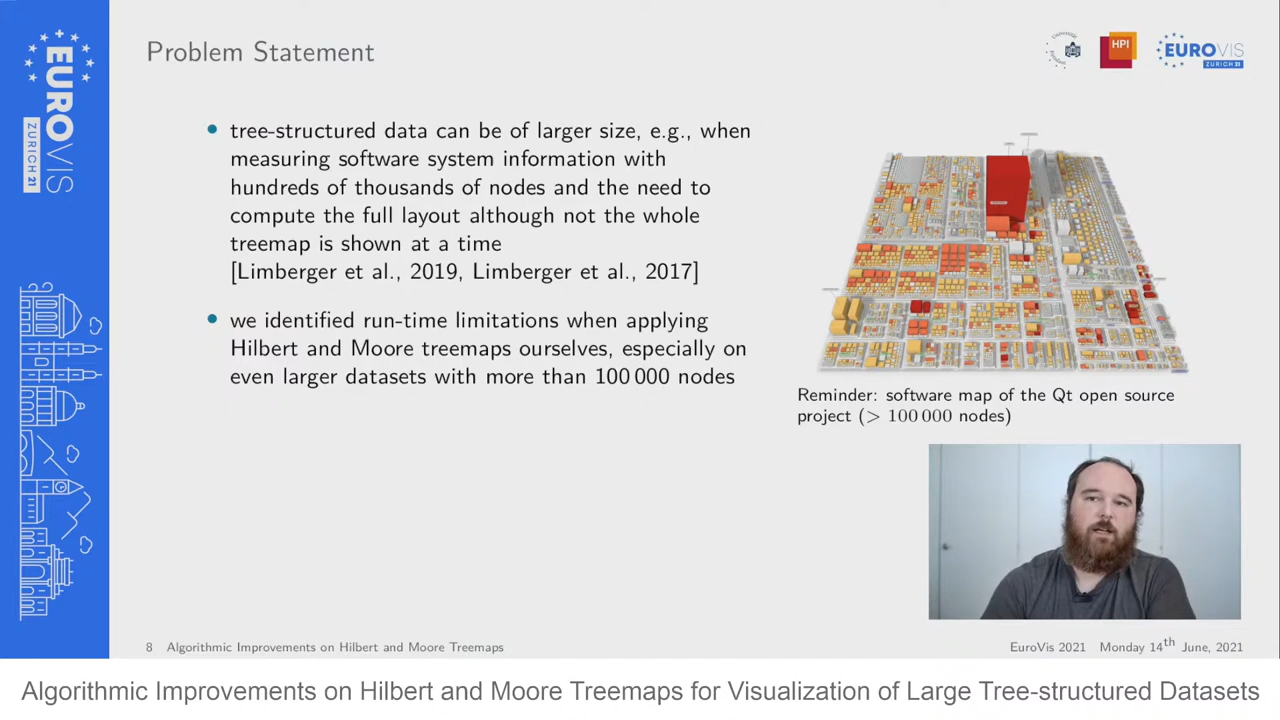 EUROVIS
ZURICH 21
Problem Statement
HPI
EUROVIS
ZURICH 21
• tree-structured data can be of larger size, e.g., when
measuring software system information with
hundreds of thousands of nodes and the need to
compute the full layout although not the whole
treemap is shown at a time
[Limberger et al., 2019, Limberger et al., 2017]
• we identified run-time limitations when applying
Hilbert and Moore treemaps ourselves, especially on
even larger datasets with more than 100 000 nodes
Reminder: software map of the Qt open source
project (> 100 000 nodes)
8 Algorithmic Improvements on Hilbert and Moore Treemaps
EuroVis 2021 Monday 14th June, 2021
Algorithmic Improvements on Hilbert and Moore Treemaps for Visualization of Large Tree-structured Datasets